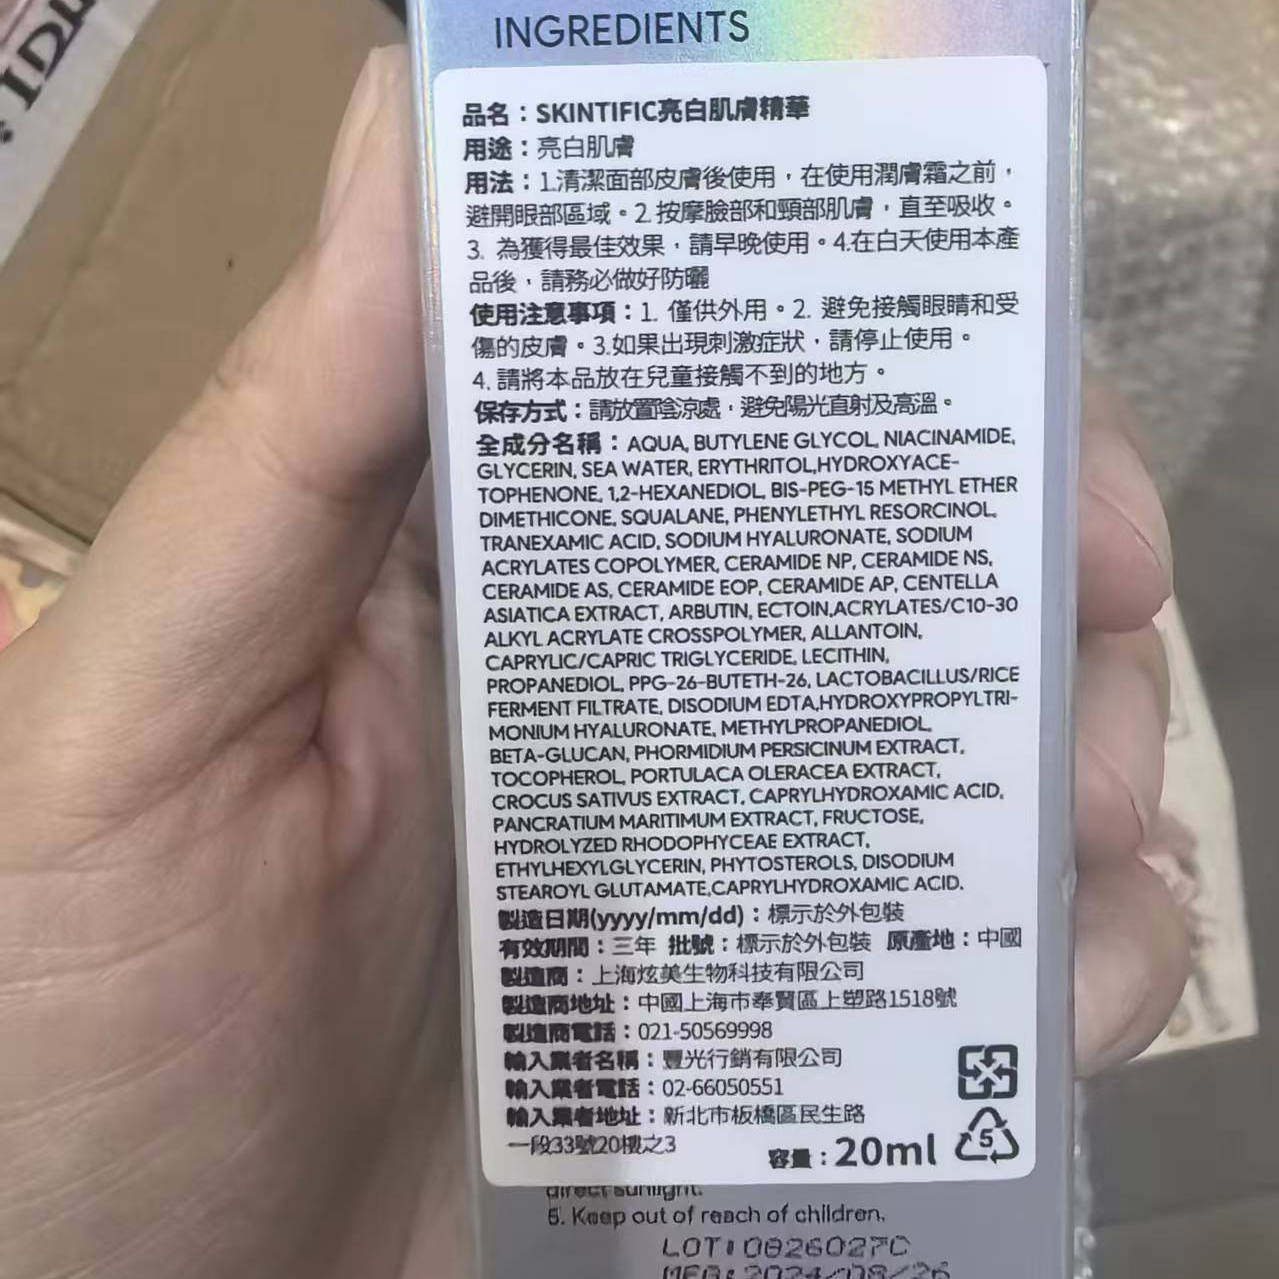 INGREDIENTS
品名：SKINTIFIC亮白肌膚精華
用途：亮白肌膚
用法：1.清潔面部皮膚後使用，在使用潤膚霜之前，
避開眼部區域。2.按摩臉部和頸部肌膚，直至吸收。
3. 為獲得最佳效果，請早晚使用。4.在白天使用本產
品後，請務必做好防曬
使用注意事項：1. 僅供外用。2. 避免接觸眼睛和受
傷的皮膚。3.如果出現刺激症狀，請停止使用。
4. 請將本品放在兒童接觸不到的地方。
保存方式：請放置陰涼處，避免陽光直射及高溫。
全成分名稱：AQUA, BUTYLENE GLYCOL, NIACINAMIDE,
GLYCERIN, SEA WATER, ERYTHRITOL,HYDROXYACE-
TOPHENONE, 1,2-HEXANEDIOL, BIS-PEG-15 METHYL ETHER
DIMETHICONE, SQUALANE, PHENYLETHYL RESORCINOL,
TRANEXAMIC ACID, SODIUM HYALURONATE, SODIUM
ACRYLATES COPOLYMER, CERAMIDE NP, CERAMIDE NS,
CERAMIDE AS, CERAMIDE EOP, CERAMIDE AP, CENTELLA
ASIATICA EXTRACT, ARBUTIN, ECTOIN,ACRYLATES/C10-30
ALKYL ACRYLATE CROSSPOLYMER, ALLANTOIN,
CAPRYLIC/CAPRIC TRIGLYCERIDE, LECITHIN,
PROPANEDIOL, PPG-26-BUTETH-26, LACTOBACILLUS/RICE
FERMENT FILTRATE, DISODIUM EDTA,HYDROXYPROPYLTRI-
MONIUM HYALURONATE, METHYLPROPANEDIOL,
BETA-GLUCAN, PHORMIDIUM PERSICINUM EXTRACT,
TOCOPHEROL, PORTULACA OLERACEA EXTRACT,
CROCUS SATIVUS EXTRACT, CAPRYLHYDROXAMIC ACID,
PANCRATIUM MARITIMUM EXTRACT, FRUCTOSE,
HYDROLYZED RHODOPHYCEAE EXTRACT,
ETHYLHEXYLGLYCERIN, PHYTOSTEROLS, DISODIUM
STEAROYL GLUTAMATE,CAPRYLHYDROXAMIC ACID.
製造日期(yyyy/mm/dd)：標示於外包裝
有效期間：三年 批號：標示於外包裝 原產地：中國
製造商：上海炫美生物科技有限公司
製造商地址：中國上海市奉賢區上塑路1518號
製造商電話：021-50569998
輸入業者名稱：豐光行銷有限公司
輸入業者電話：02-66050551
輸入業者地址：新北市板橋區民生路
一段33號20樓之3
容量：20ml
5
direct sunlight.
6. Keep out of reach of children.
LOT: 0826027C
MFG: 2024/08/26